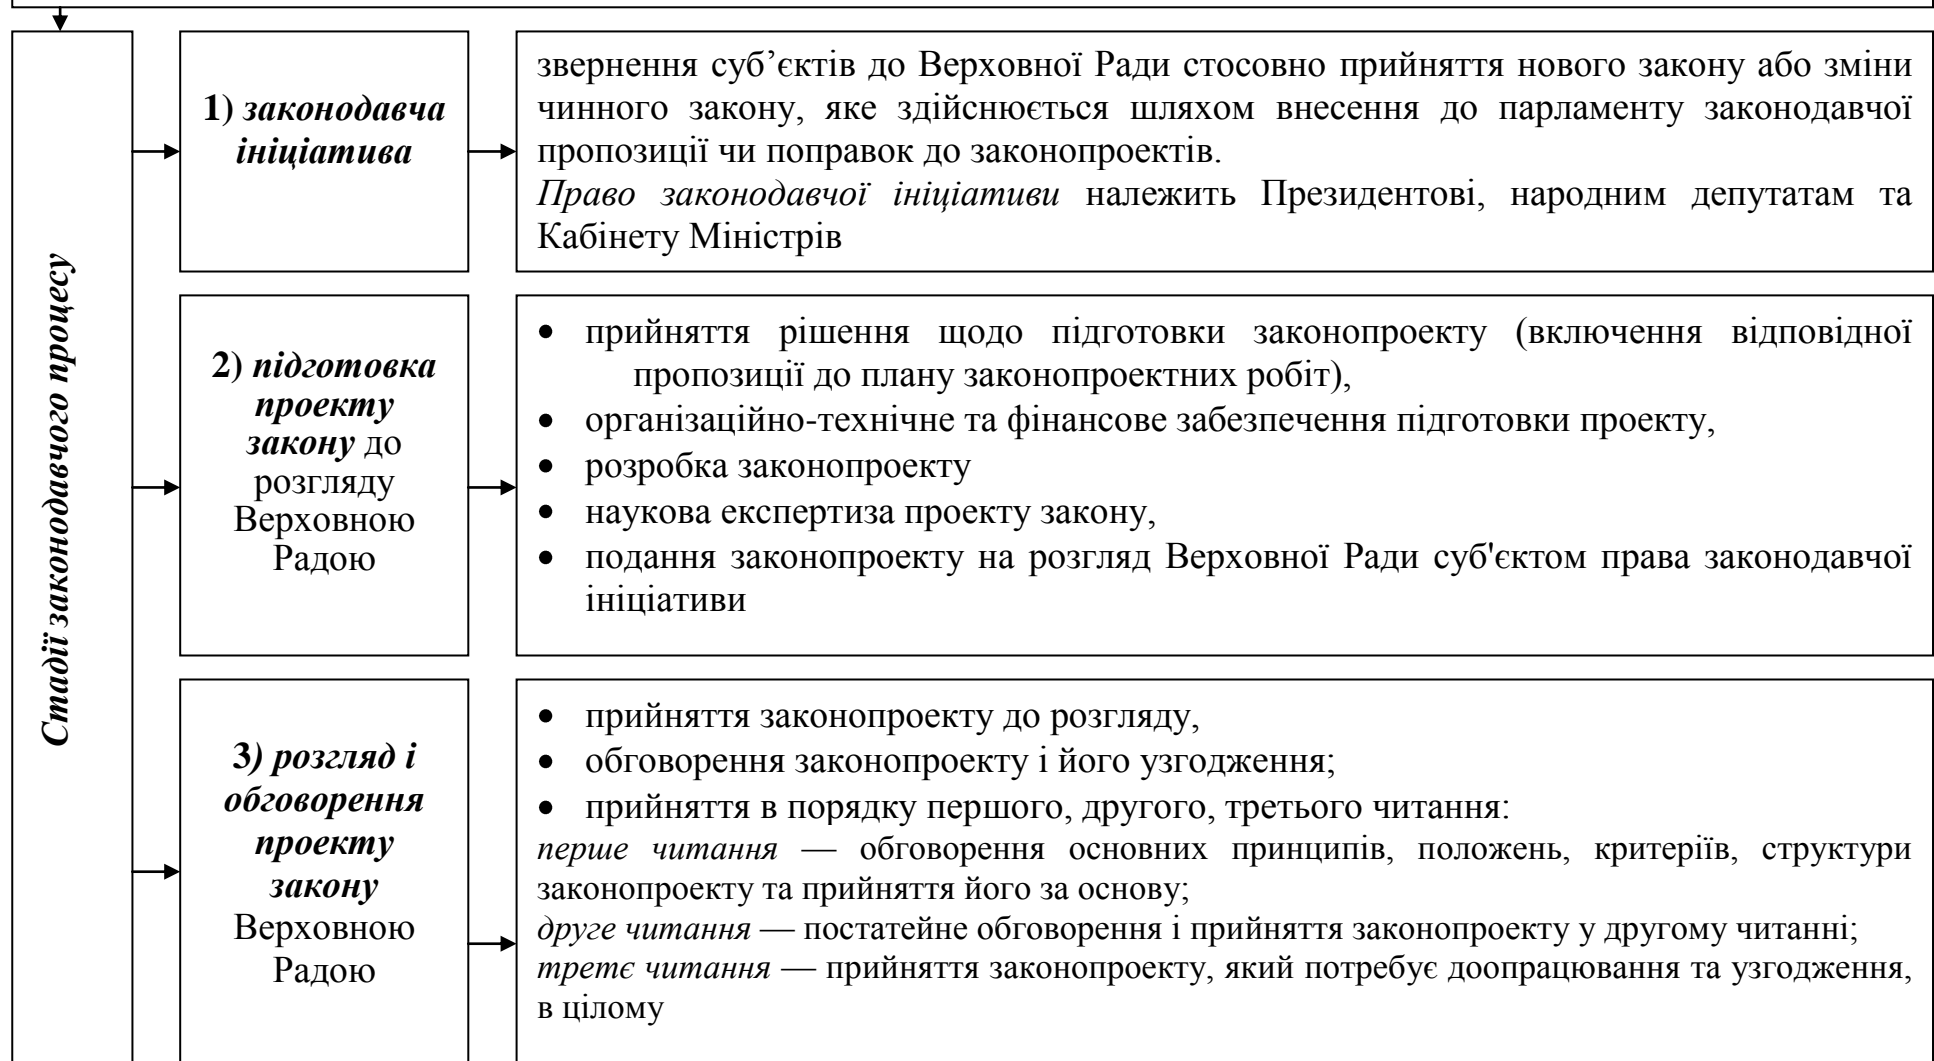 Стадії законодавчого процесу
1) законодавча
ініціатива
звернення суб’єктів до Верховної Ради стосовно прийняття нового закону або зміни
чинного закону, яке здійснюється шляхом внесення до парламенту законодавчої
пропозиції чи поправок до законопроектів.
Право законодавчої ініціативи належить Президентові, народним депутатам та
Кабінету Міністрів
2) підготовка
проекту
закону до
розгляду
Верховною
Радою
• прийняття рішення щодо підготовки законопроекту (включення відповідної
пропозиції до плану законопроектних робіт),
• організаційно-технічне та фінансове забезпечення підготовки проекту,
• розробка законопроекту
• наукова експертиза проекту закону,
• подання законопроекту на розгляд Верховної Ради суб'єктом права законодавчої
ініціативи
3) розгляд і
обговорення
проекту
закону
Верховною
Радою
• прийняття законопроекту до розгляду,
• обговорення законопроекту і його узгодження;
• прийняття в порядку першого, другого, третього читання:
перше читання — обговорення основних принципів, положень, критеріїв, структури
законопроекту та прийняття його за основу;
друге читання — постатейне обговорення і прийняття законопроекту у другому читанні;
третє читання — прийняття законопроекту, який потребує доопрацювання та узгодження,
в цілому